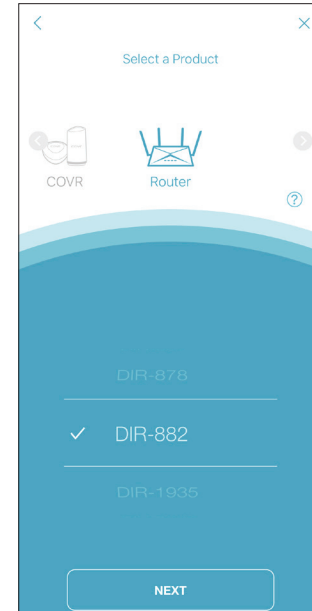 Select a Product
COVR
Router
DIR-878
DIR-882
DIR-1935
NEXT